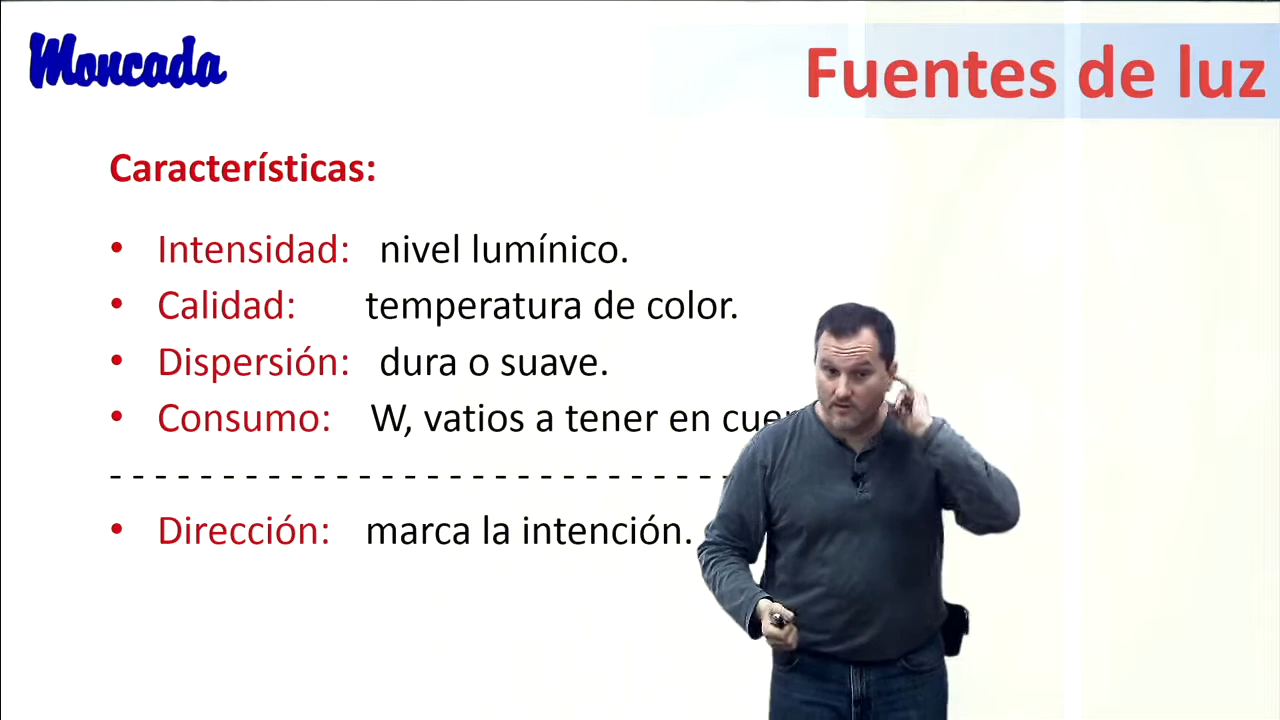 Moncada
Fuentes de luz
Características:
• Intensidad: nivel lumínico.
• Calidad: temperatura de color.
• Dispersión: dura o suave.
• Consumo: W, vatios a tener en
- - - - - - - - - - - - - - - - - - - - - - - - - - - -
• Dirección: marca la intención.